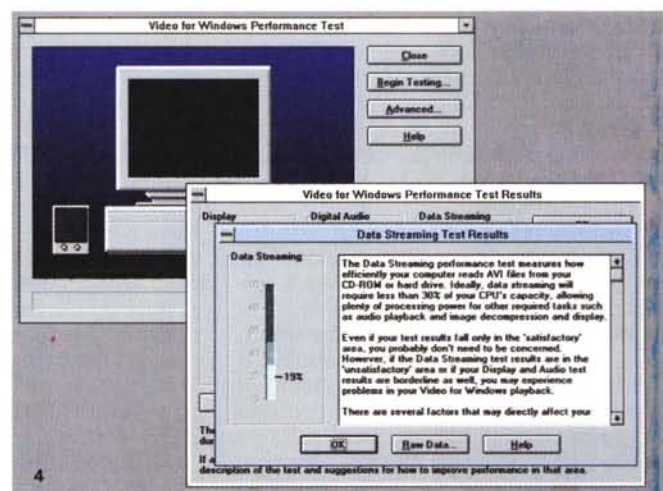 Video for Windows Performance Test
Close
Begin Testing...
Advanced...
Help
Video for Windows Performance Test Results
Display Digital Audio Data Streaming
Data Streaming Test Results
Data Streaming
19%
The Data Streaming performance test measures how
efficiently your computer reads AVI files from your
CD-ROM or hard drive. Ideally, data streaming will
require less than 30% of your CPU's capacity, allowing
plenty of processing power for other required tasks such
as audio playback and image decompression and display.
Even if your test results fall only in the 'satisfactory'
area, you probably don't need to be concerned.
However, if the Data Streaming test results are in the
'unsatisfactory' area or if your Display and Audio test
results are borderline as well, you may experience
problems in your Video for Windows playback.
There are several factors that may directly affect your
OK
Raw Data...
Help
If a
description of the test and suggestions for how to improve performance in that area.
4